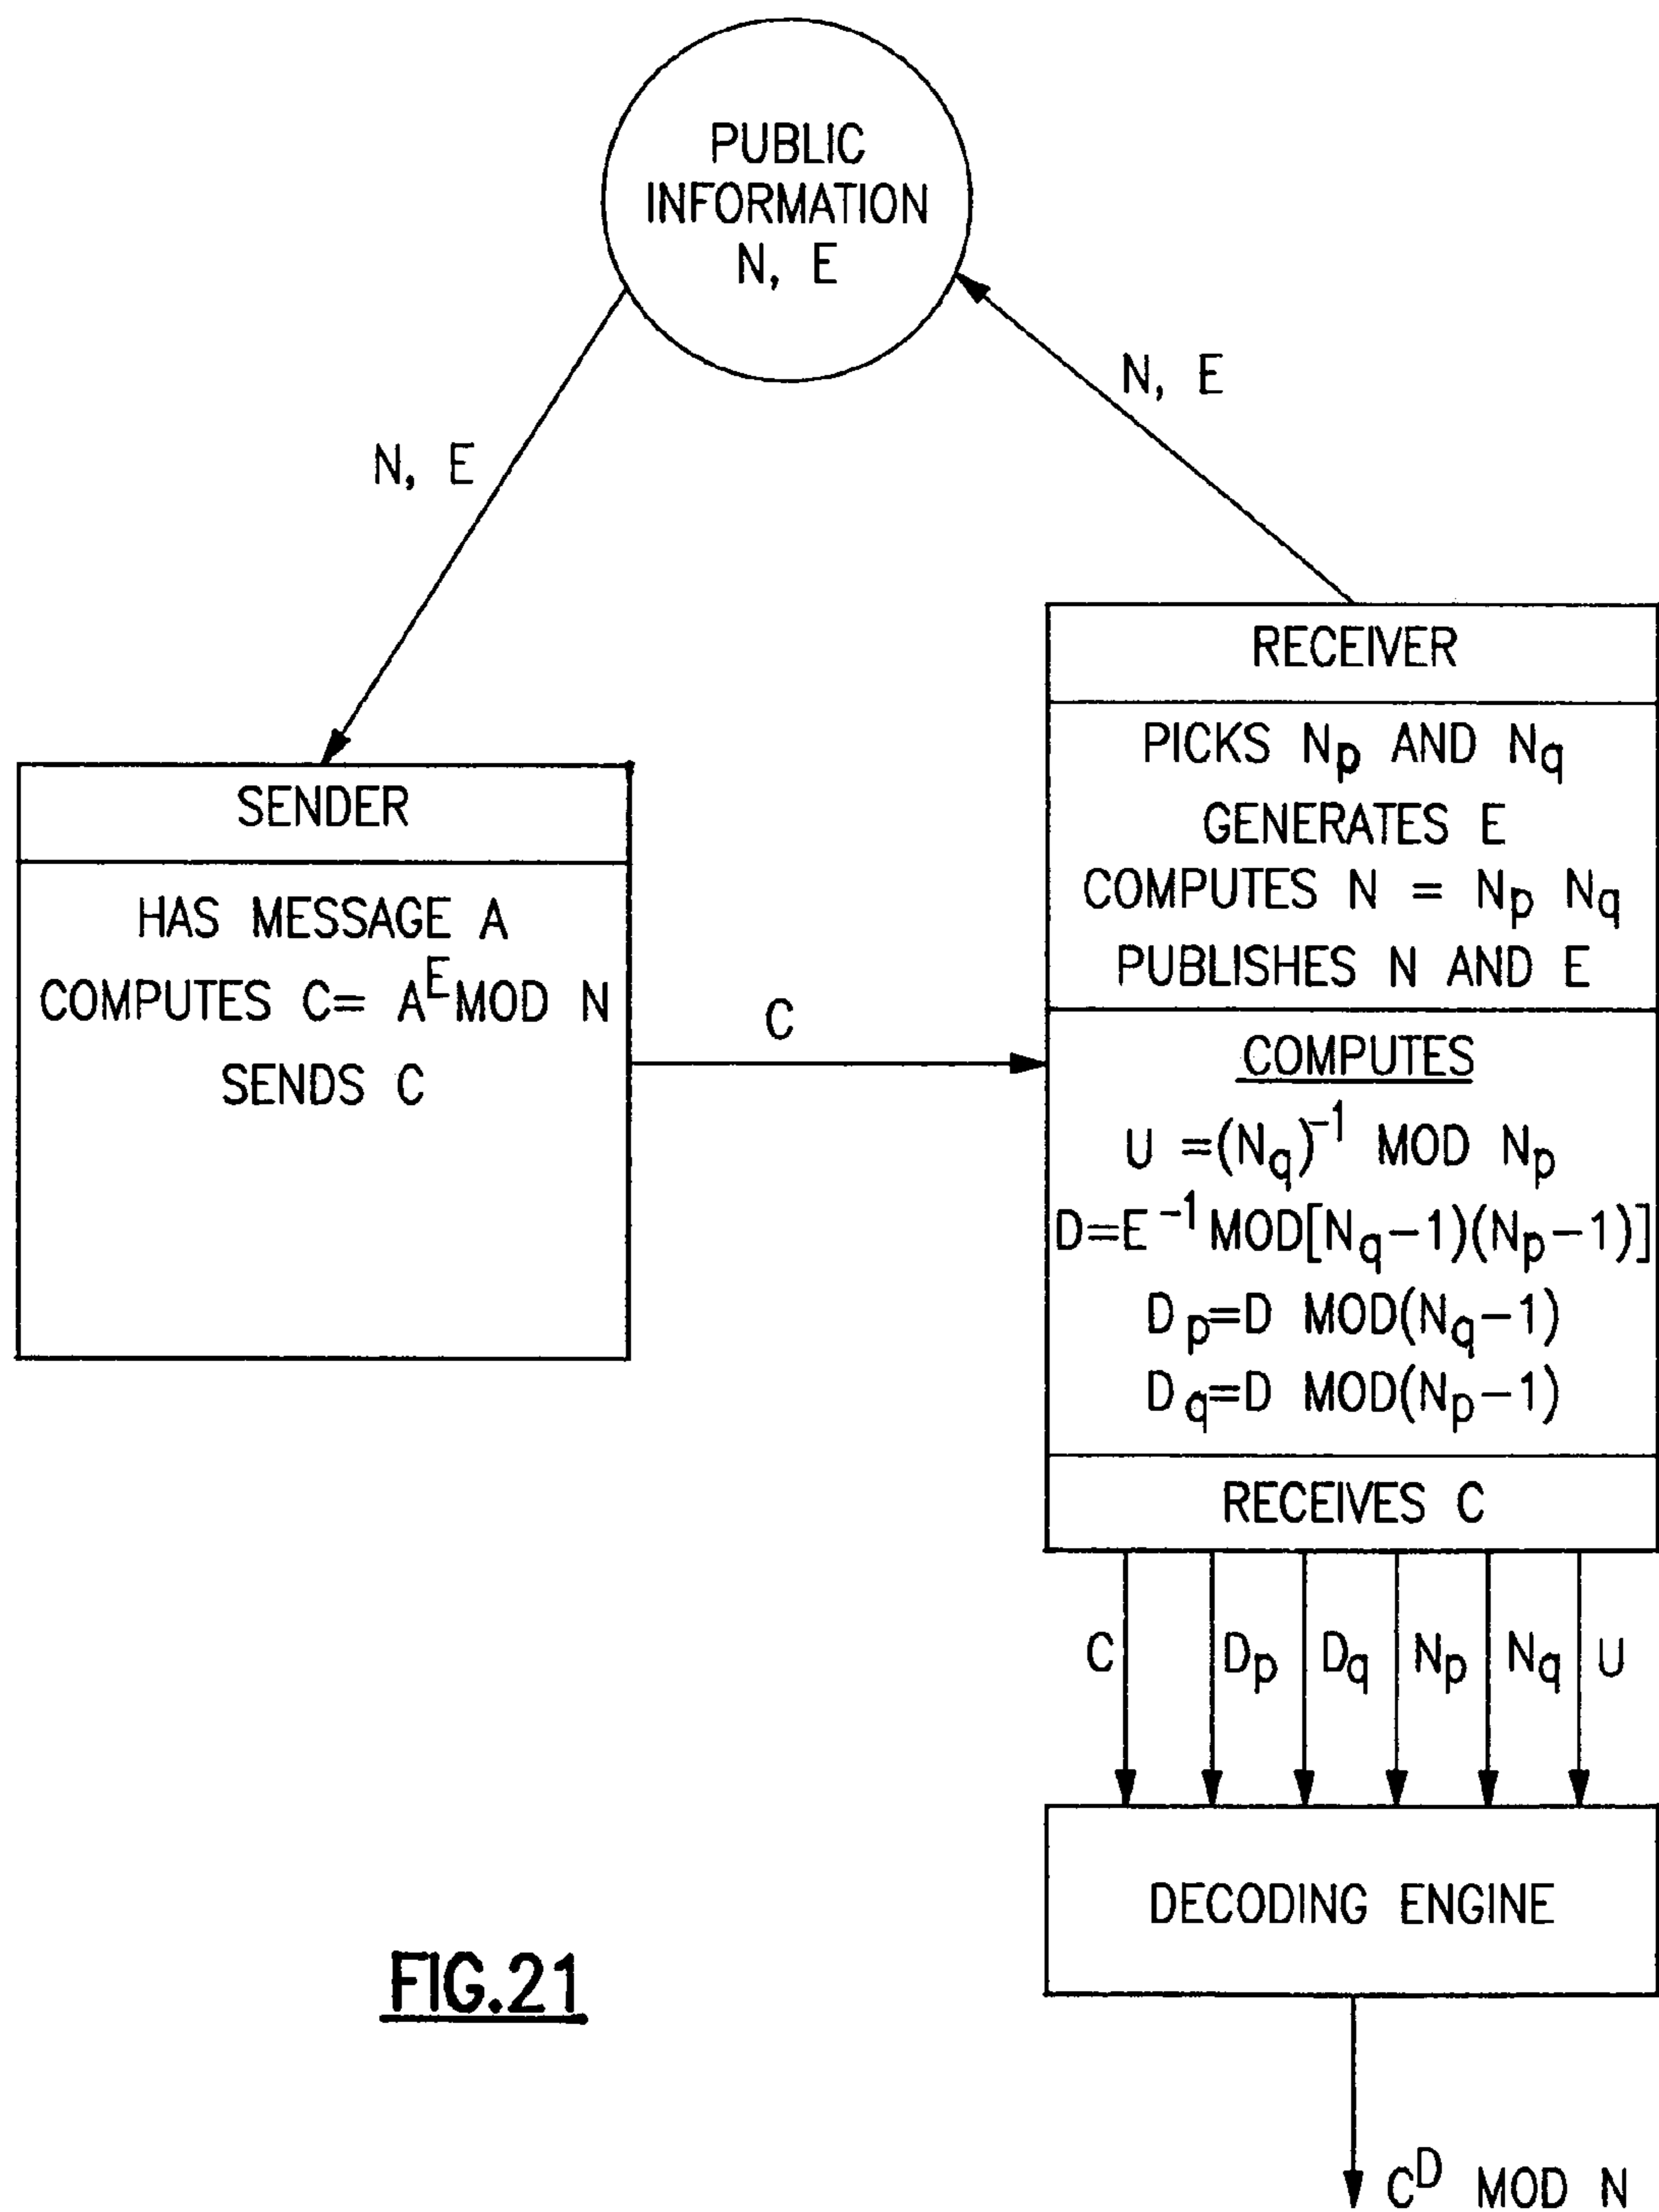 PUBLIC
INFORMATION
N, E
N, E
N, E
SENDER
HAS MESSAGE A
COMPUTES C= A^E MOD N
SENDS C
C
RECEIVER
PICKS Np AND Nq
GENERATES E
COMPUTES N = Np Nq
PUBLISHES N AND E
COMPUTES
U =(Nq)^-1 MOD Np
D=E^-1 MOD[Nq-1)(Np-1)]
Dp=D MOD(Nq-1)
Dq=D MOD(Np-1)
RECEIVES C
C Dp Dq Np Nq U
DECODING ENGINE
C^D MOD N
FIG.21